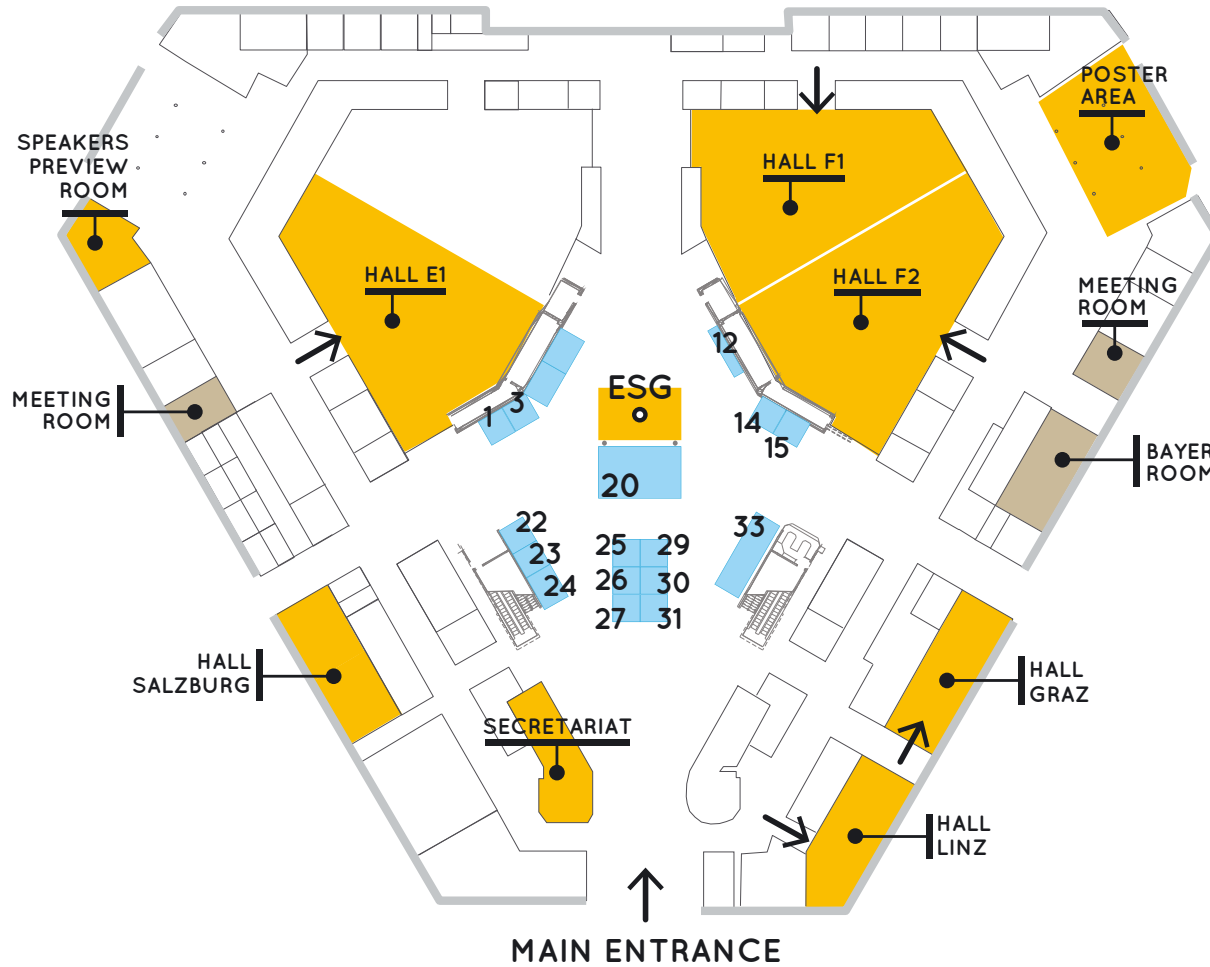 POSTER
AREA
SPEAKERS
PREVIEW
ROOM
HALL F1
HALL E1
HALL F2
MEETING
ROOM
12
ESG
MEETING
ROOM
1
3
14
15
BAYER
ROOM
20
22
23
24
25
29
26
30
27
31
33
HALL
SALZBURG
HALL
GRAZ
SECRETARIAT
HALL
LINZ
MAIN ENTRANCE